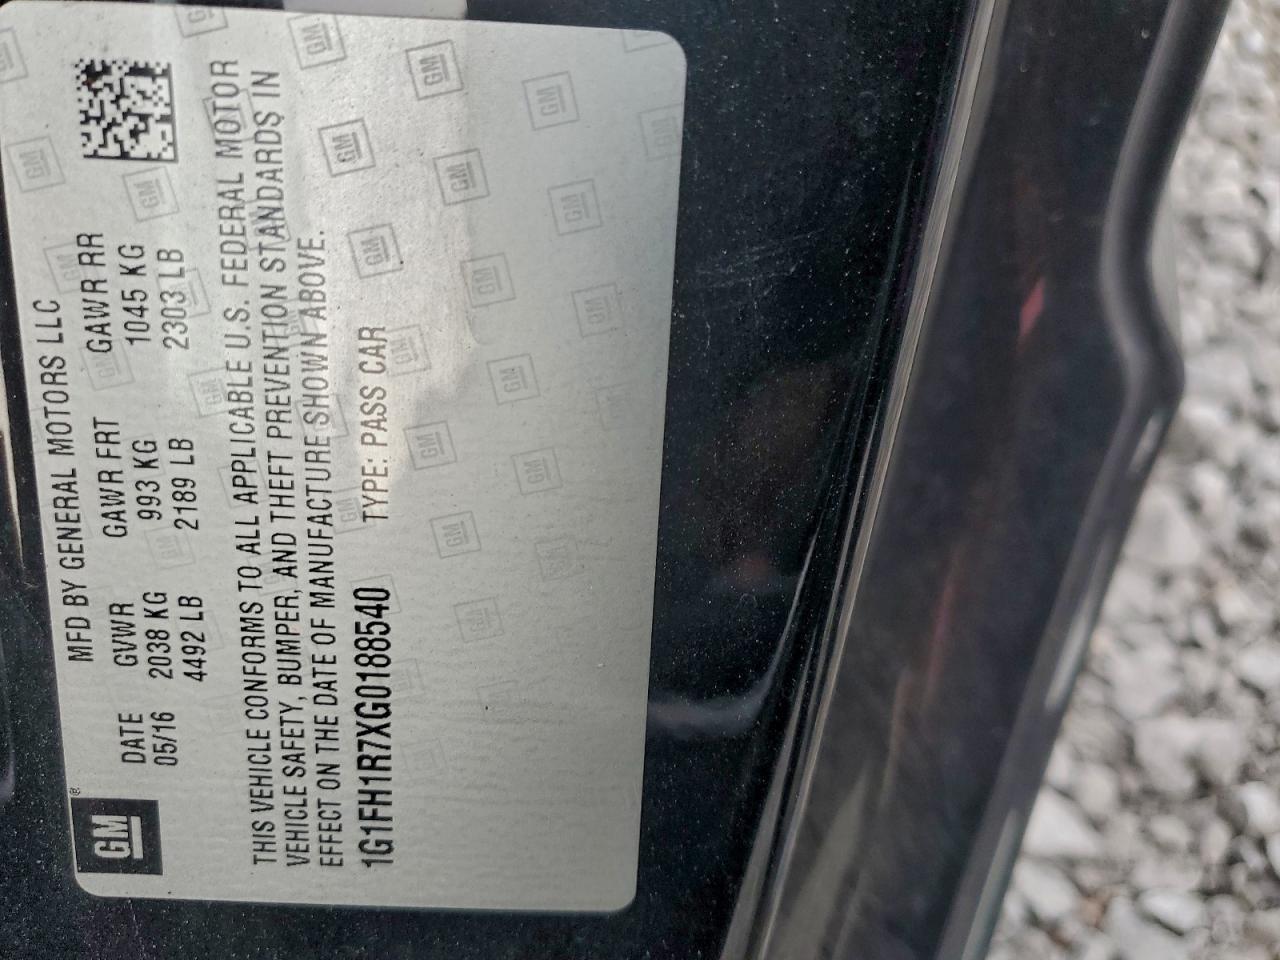 GM®
MFD BY GENERAL MOTORS LLC
DATE GVWR GAWR FRT GAWR RR
05/16 2038 KG 993 KG 1045 KG
4492 LB 2189 LB 2303 LB
THIS VEHICLE CONFORMS TO ALL APPLICABLE U.S. FEDERAL MOTOR
VEHICLE SAFETY, BUMPER, AND THEFT PREVENTION STANDARDS IN
EFFECT ON THE DATE OF MANUFACTURE SHOWN ABOVE.
1G1FH1R7XG0188540 TYPE: PASS CAR